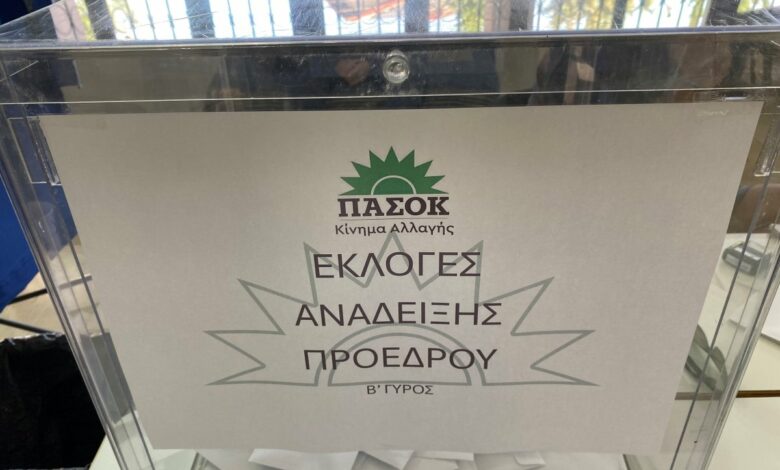 ΠΑΣΟΚ
Κίνημα Αλλαγής
ΕΚΛΟΓΕΣ
ΑΝΑΔΕΙΞΗΣ
ΠΡΟΕΔΡΟΥ
Β' ΓΥΡΟΣ